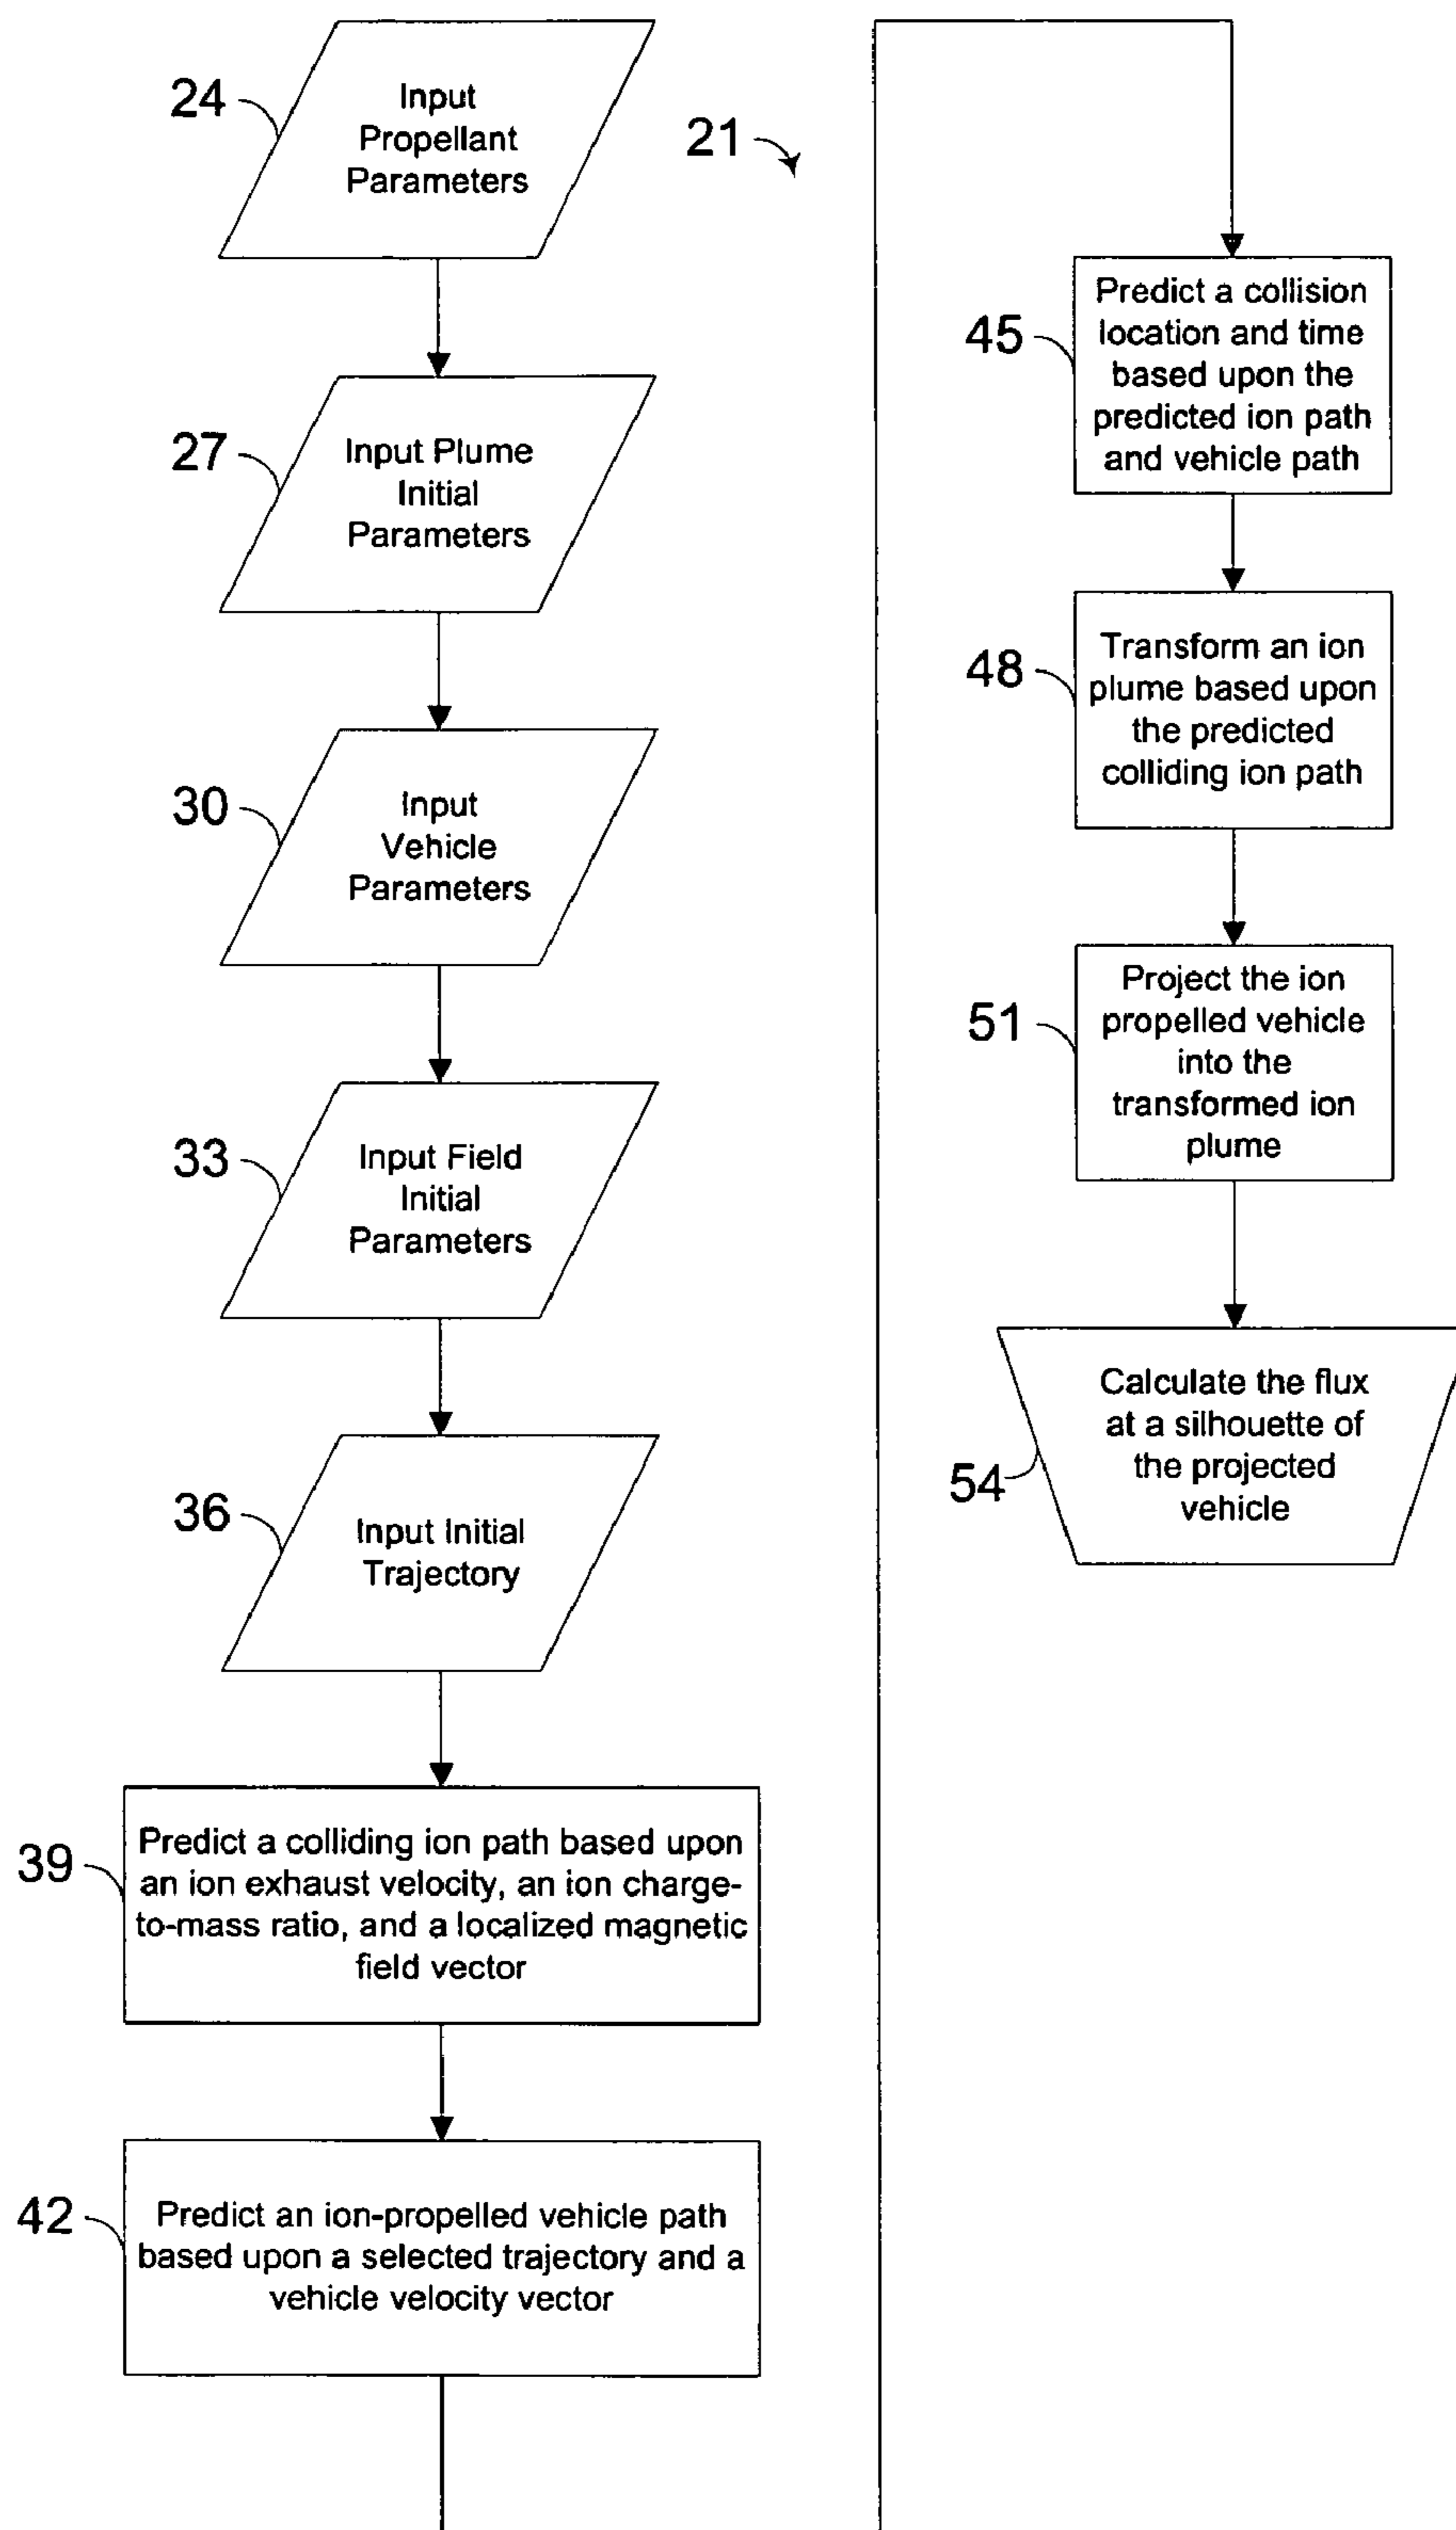 24
Input
Propellant
Parameters
21
27
Input Plume
Initial
Parameters
30
Input
Vehicle
Parameters
33
Input Field
Initial
Parameters
36
Input Initial
Trajectory
39
Predict a colliding ion path based upon
an ion exhaust velocity, an ion charge-
to-mass ratio, and a localized magnetic
field vector
42
Predict an ion-propelled vehicle path
based upon a selected trajectory and a
vehicle velocity vector
45
Predict a collision
location and time
based upon the
predicted ion path
and vehicle path
48
Transform an ion
plume based upon
the predicted
colliding ion path
51
Project the ion
propelled vehicle
into the
transformed ion
plume
54
Calculate the flux
at a silhouette of
the projected
vehicle